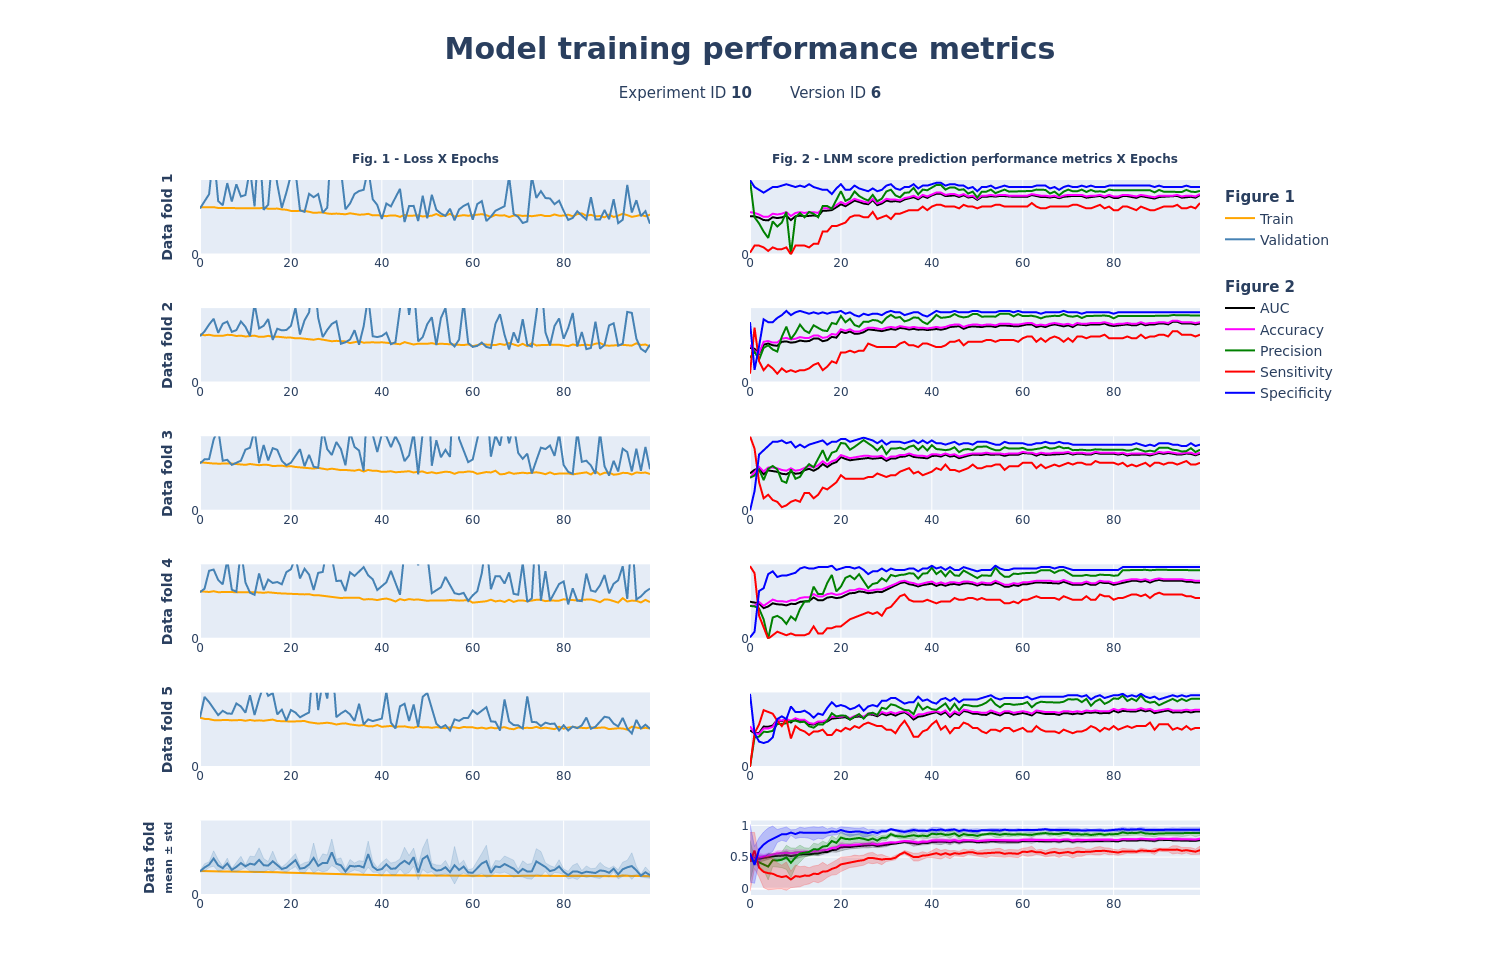 Model training performance metrics
Experiment ID 10 Version ID 6
Fig. 1 - Loss X Epochs
Fig. 2 - LNM score prediction performance metrics X Epochs
Data fold 1
0
0 20 40 60 80
0
0 20 40 60 80
Figure 1
Train
Validation
Figure 2
AUC
Accuracy
Precision
Sensitivity
Specificity
Data fold 2
0
0 20 40 60 80
0
0 20 40 60 80
Data fold 3
0
0 20 40 60 80
0
0 20 40 60 80
Data fold 4
0
0 20 40 60 80
0
0 20 40 60 80
Data fold 5
0
0 20 40 60 80
0
0 20 40 60 80
Data fold
mean ± std
0
0 20 40 60 80
1
0.5
0
0 20 40 60 80